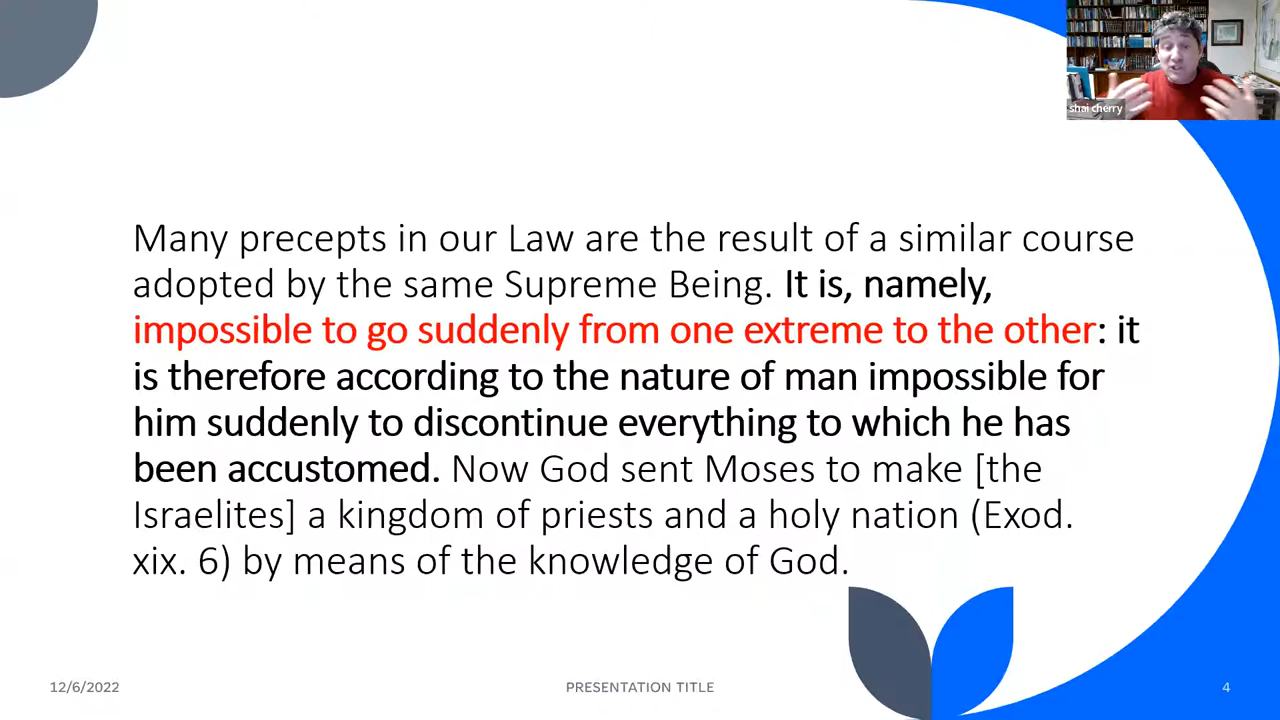 shai cherry
Many precepts in our Law are the result of a similar course
adopted by the same Supreme Being. It is, namely,
impossible to go suddenly from one extreme to the other: it
is therefore according to the nature of man impossible for
him suddenly to discontinue everything to which he has
been accustomed. Now God sent Moses to make [the
Israelites] a kingdom of priests and a holy nation (Exod.
xix. 6) by means of the knowledge of God.
12/6/2022
PRESENTATION TITLE
4